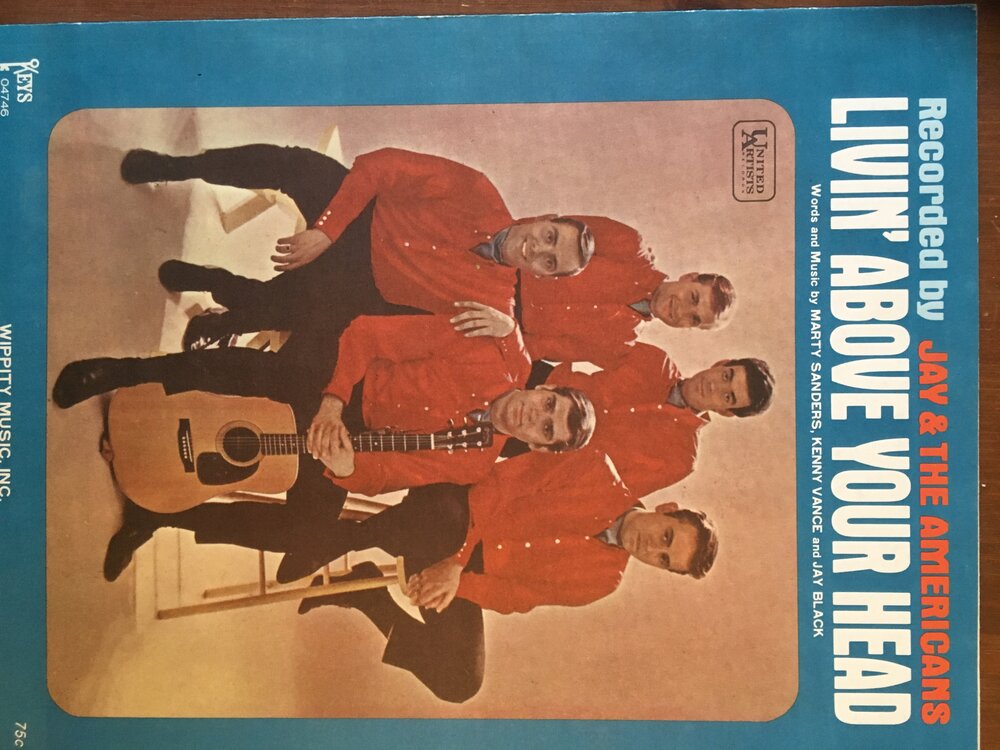 Recorded by JAY & THE AMERICANS
LIVIN' ABOVE YOUR HEAD
Words and Music by MARTY SANDERS, KENNY VANCE and JAY BLACK
UNITED
ARTISTS
RECORDS
KEYS
04746
WIPPITY MUSIC, INC.
75c